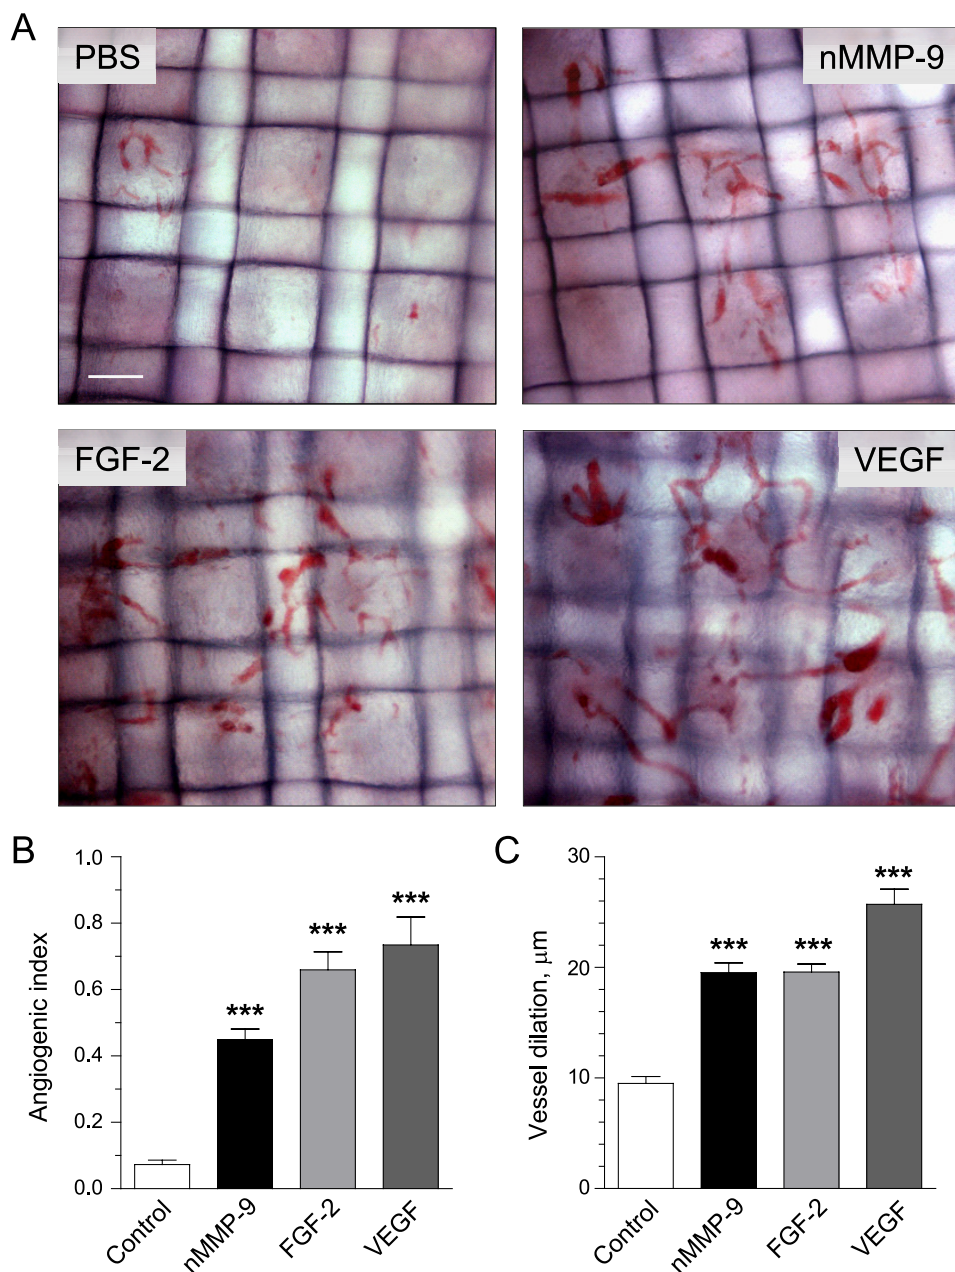 A
PBS
nMMP-9
FGF-2
VEGF
B
Angiogenic index
1.0
0.8
0.6
0.4
0.2
0.0
***
***
***
Control
nMMP-9
FGF-2
VEGF
C
Vessel dilation, μm
30
20
10
0
***
***
***
Control
nMMP-9
FGF-2
VEGF